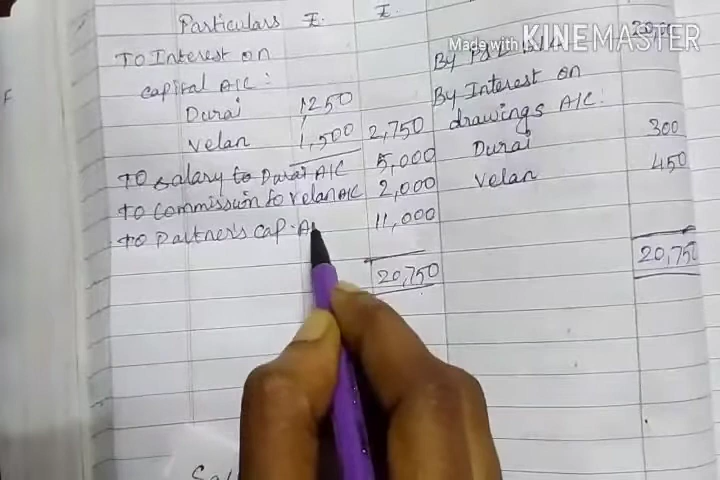 Particulars ₹. ₹.
To Interest on
capital A/C:
Durai 1,250
Velan 1,500 2,750
To salary to Durai A/C 5,000
To commission to Velan A/C 2,000
To Partner's cap. A 11,000
20,750
By Interest on
drawings A/C:
Durai 300
Velan 450
20,750
Made with KINEMASTER